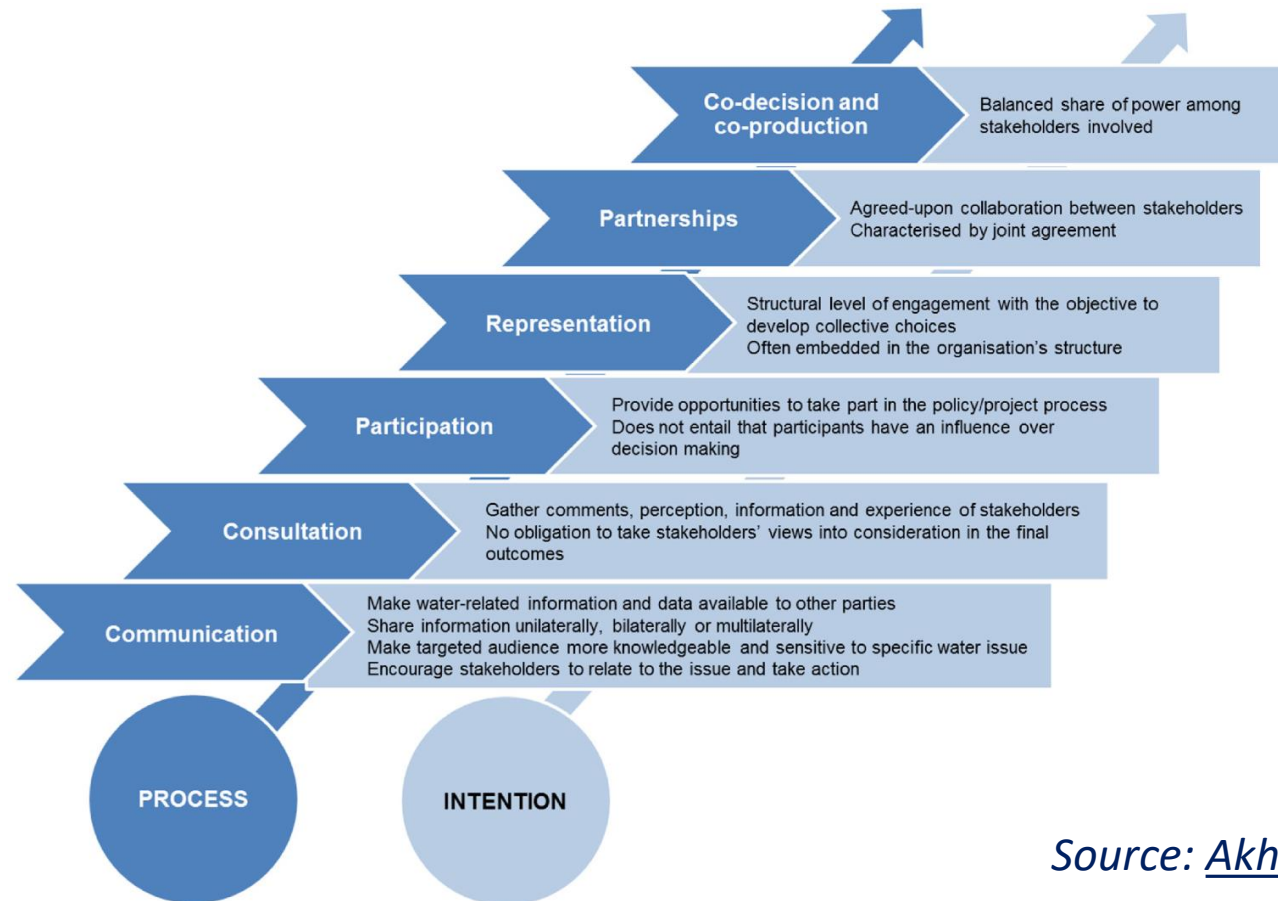 Co-decision and
co-production
Balanced share of power among
stakeholders involved
Partnerships
Agreed-upon collaboration between stakeholders
Characterised by joint agreement
Representation
Structural level of engagement with the objective to
develop collective choices
Often embedded in the organisation's structure
Participation
Provide opportunities to take part in the policy/project process
Does not entail that participants have an influence over
decision making
Consultation
Gather comments, perception, information and experience of stakeholders
No obligation to take stakeholders' views into consideration in the final
outcomes
Communication
Make water-related information and data available to other parties
Share information unilaterally, bilaterally or multilaterally
Make targeted audience more knowledgeable and sensitive to specific water issue
Encourage stakeholders to relate to the issue and take action
PROCESS
INTENTION
Source: Akh